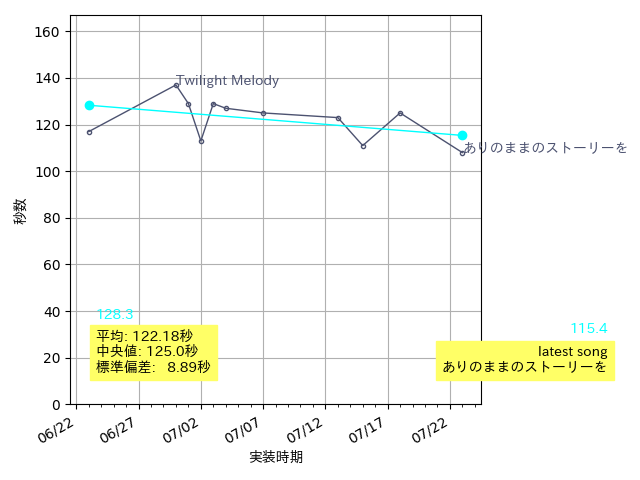 160
140
120
100
80
60
40
20
0
秒数
Twilight Melody
ありのままのストーリーを
128.3
平均: 122.18秒
中央値: 125.0秒
標準偏差: 8.89秒
115.4
latest song
ありのままのストーリーを
06/22
06/27
07/02
07/07
07/12
07/17
07/22
実装時期